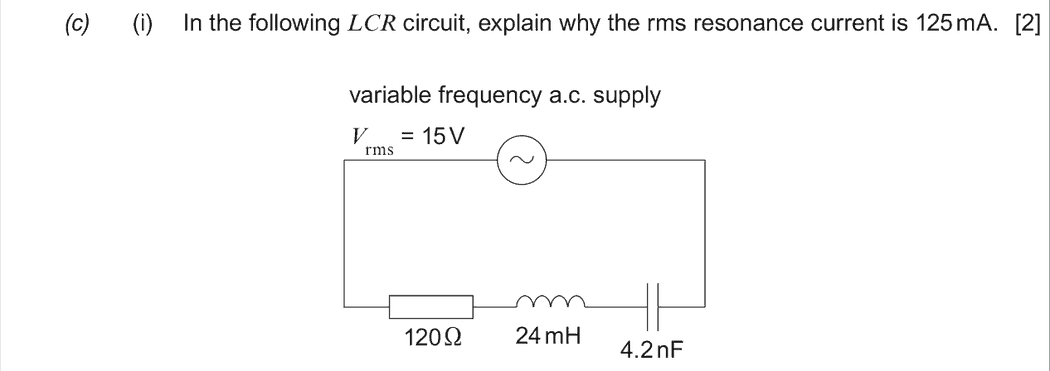 (c) (i) In the following LCR circuit, explain why the rms resonance current is 125 mA. [2]
variable frequency a.c. supply
Vrms = 15 V
~
120 Ω 24 mH 4.2 nF